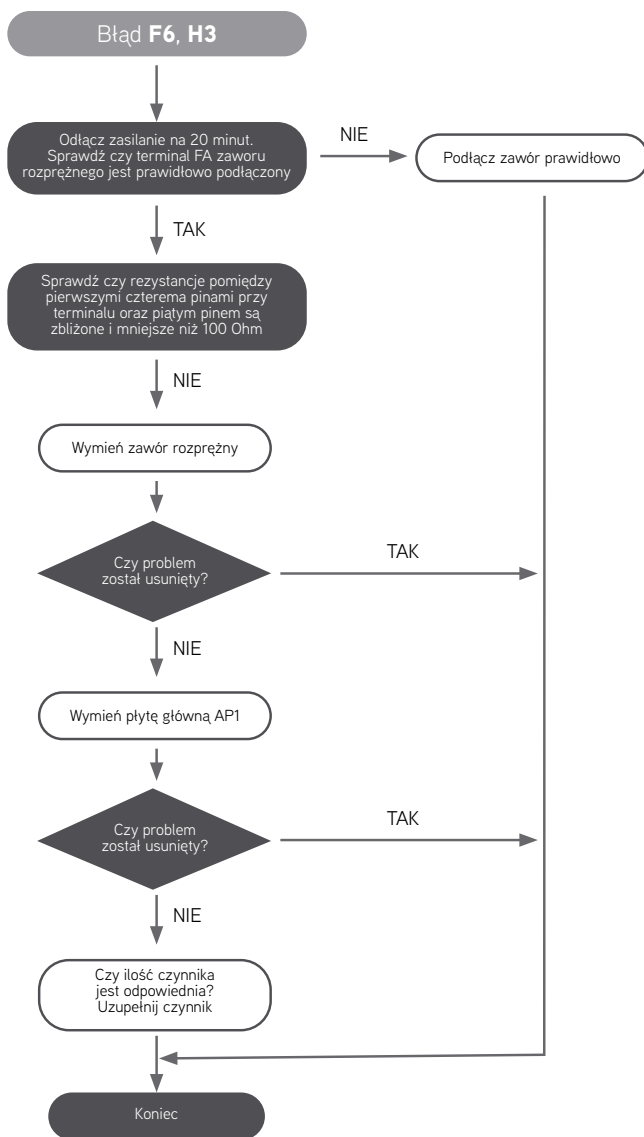 Błąd F6, H3
Odłącz zasilanie na 20 minut.
Sprawdź czy terminal FA zaworu
rozprężnego jest prawidłowo podłączony
NIE
Podłącz zawór prawidłowo
TAK
Sprawdź czy rezystancje pomiędzy
pierwszymi czterema pinami przy
terminalu oraz piątym pinem są
zbliżone i mniejsze niż 100 Ohm
NIE
Wymień zawór rozprężny
Czy problem
został usunięty?
TAK
NIE
Wymień płytę główną AP1
Czy problem
został usunięty?
TAK
NIE
Czy ilość czynnika
jest odpowiednia?
Uzupełnij czynnik
Koniec